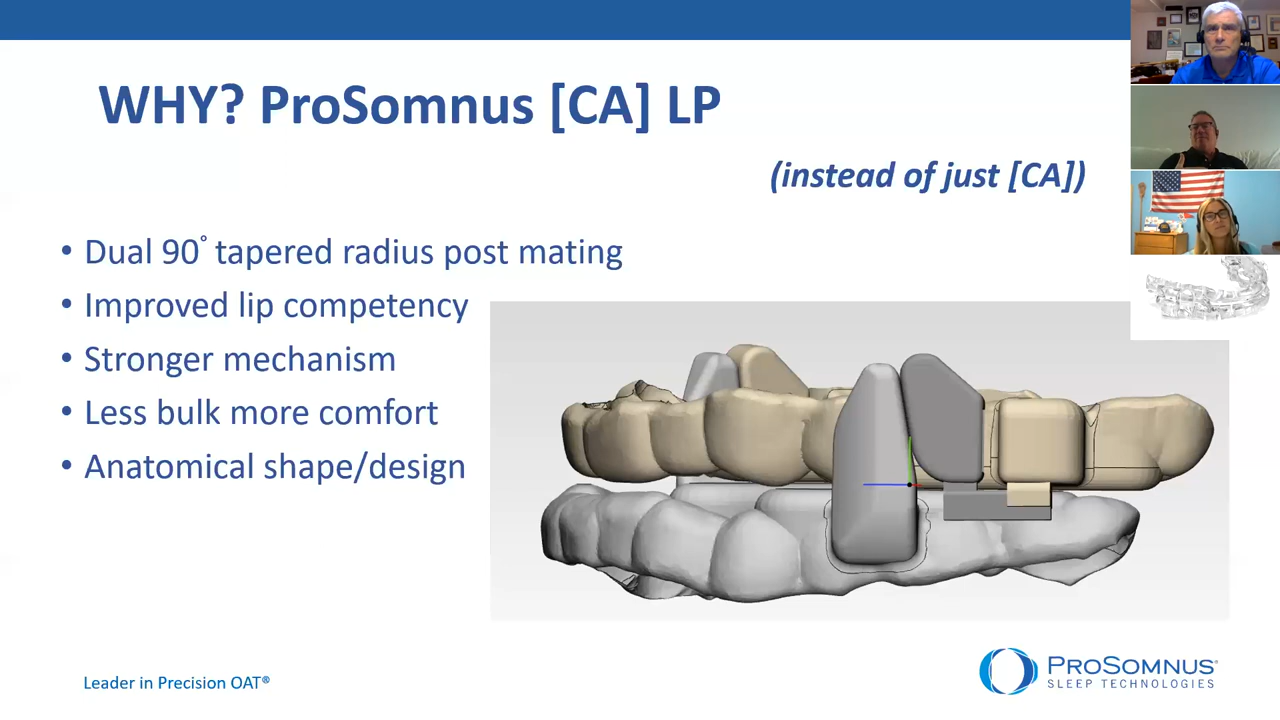 WHY? ProSomnus [CA] LP
(instead of just [CA])
• Dual 90° tapered radius post mating
• Improved lip competency
• Stronger mechanism
• Less bulk more comfort
• Anatomical shape/design
Leader in Precision OAT®
PROSOMNUS®
SLEEP TECHNOLOGIES